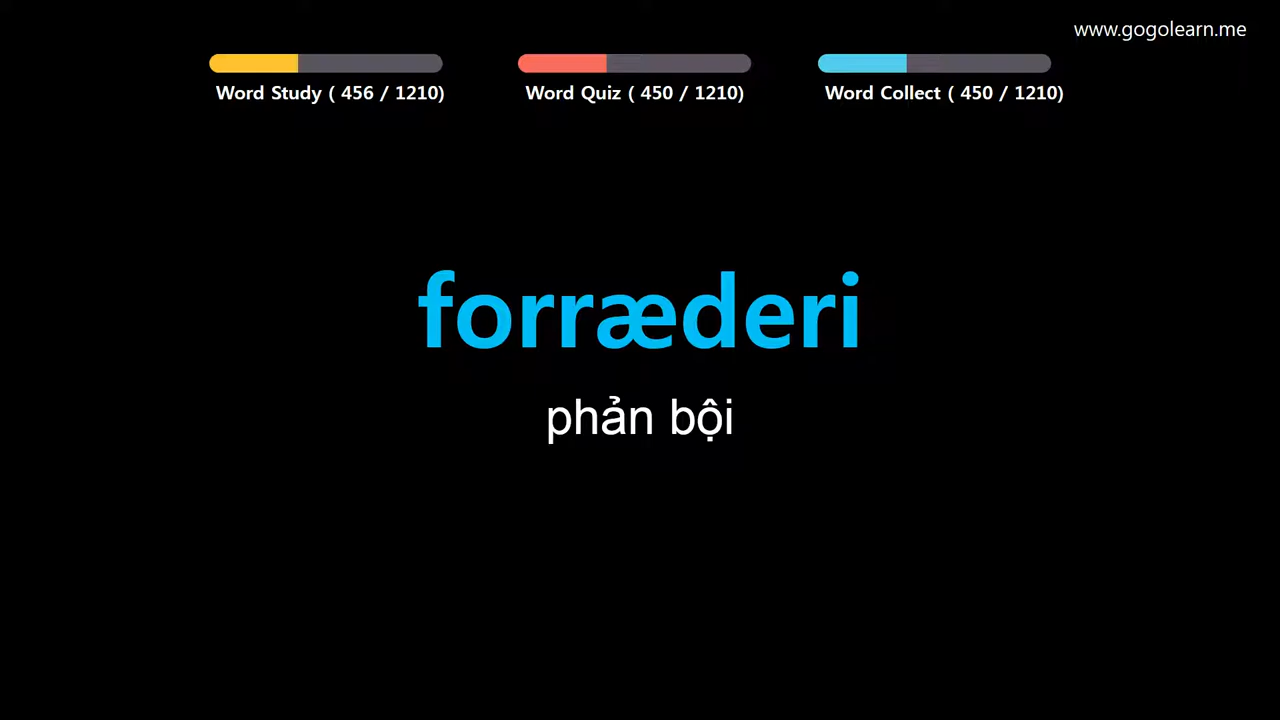 www.gogolearn.me
Word Study ( 456 / 1210)
Word Quiz ( 450 / 1210)
Word Collect ( 450 / 1210)
forræderi
phản bội